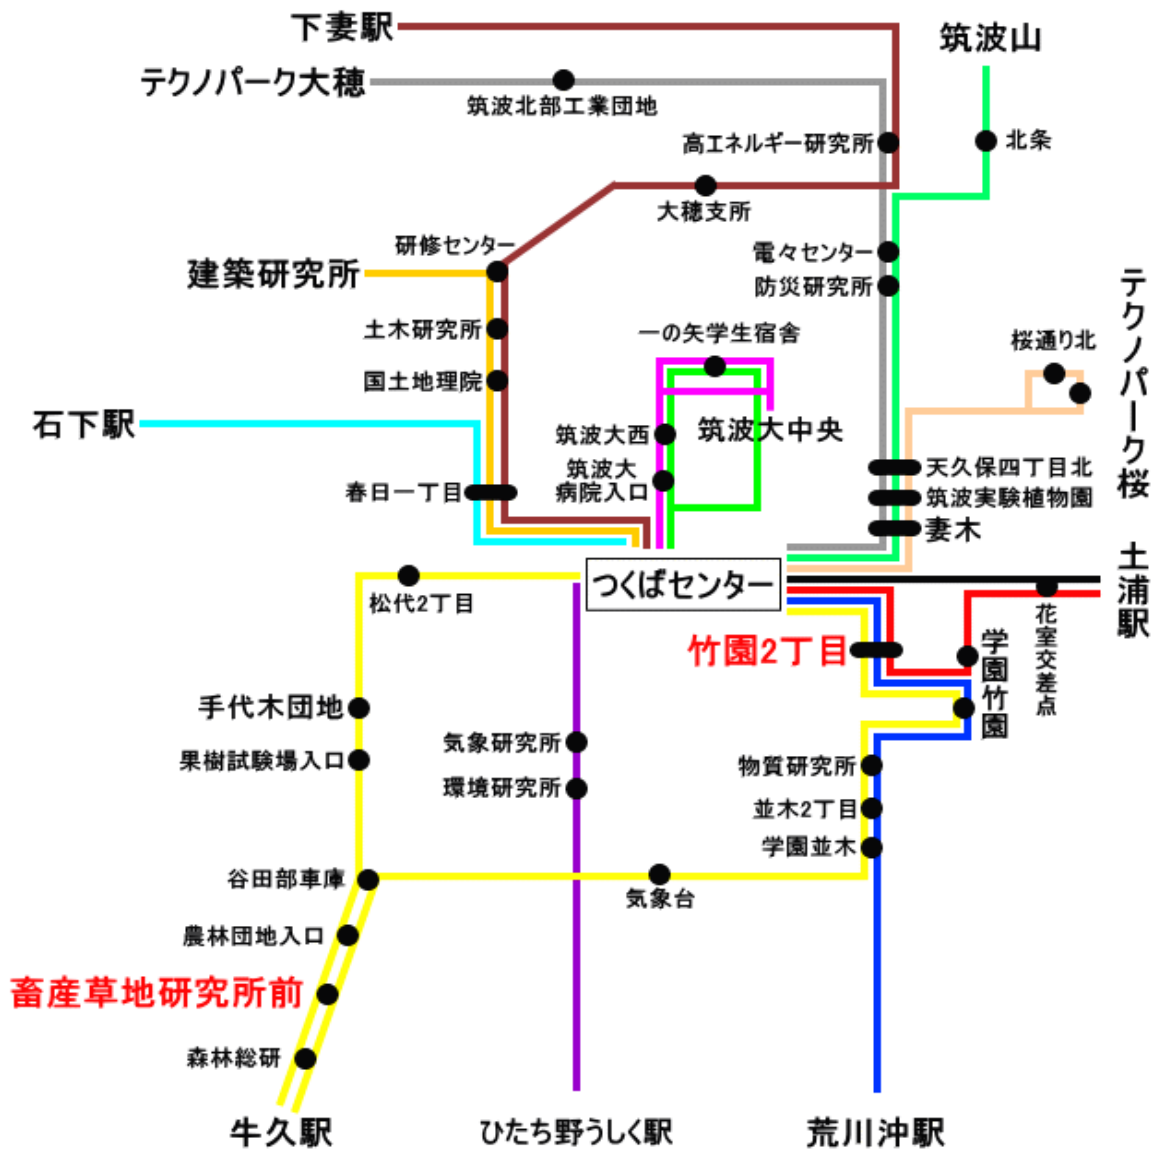 下妻駅
筑波山
テクノパーク大穂
筑波北部工業団地
高エネルギー研究所
北条
大穂支所
研修センター
電々センター
建築研究所
防災研究所
テクノパーク桜
土木研究所
一の矢学生宿舎
桜通り北
国土地理院
石下駅
筑波大中央
筑波大西
天久保四丁目北
筑波大
病院入口
春日一丁目
筑波実験植物園
妻木
土浦駅
つくばセンター
松代2丁目
花室交差点
竹園2丁目
学園竹園
手代木団地
気象研究所
果樹試験場入口
物質研究所
環境研究所
並木2丁目
学園並木
谷田部車庫
気象台
農林団地入口
畜産草地研究所前
森林総研
牛久駅
ひたち野うしく駅
荒川沖駅